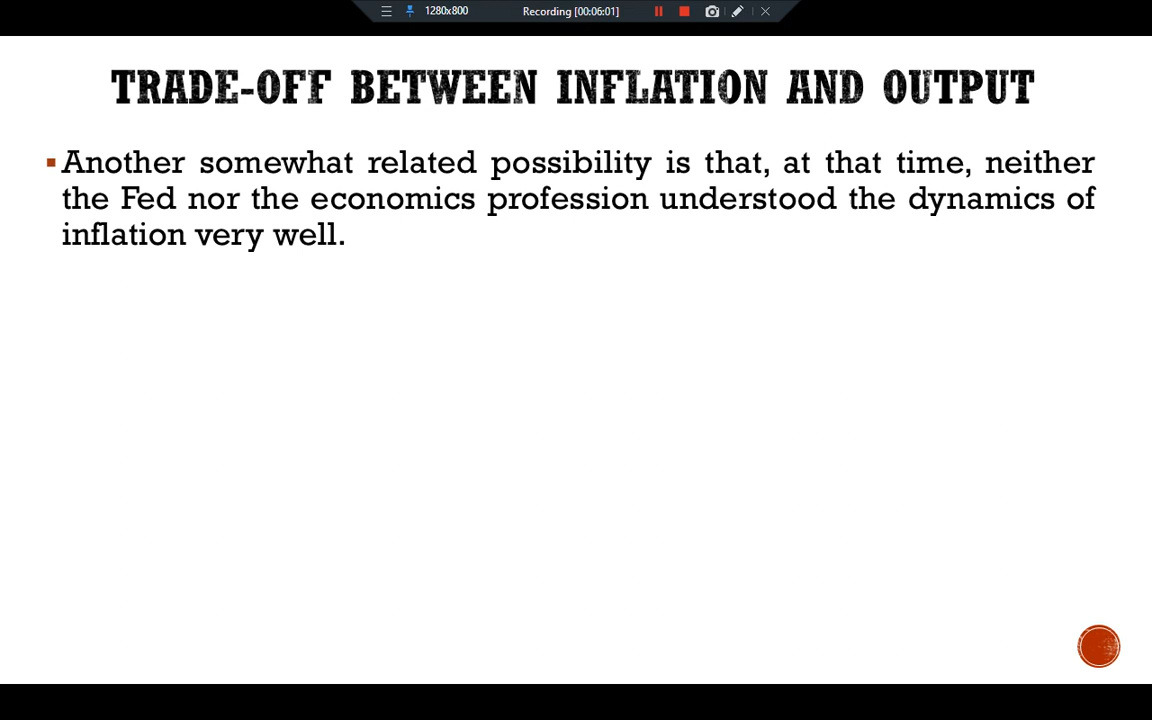 1280x800 Recording [00:06:01]
TRADE-OFF BETWEEN INFLATION AND OUTPUT
▪Another somewhat related possibility is that, at that time, neither
the Fed nor the economics profession understood the dynamics of
inflation very well.